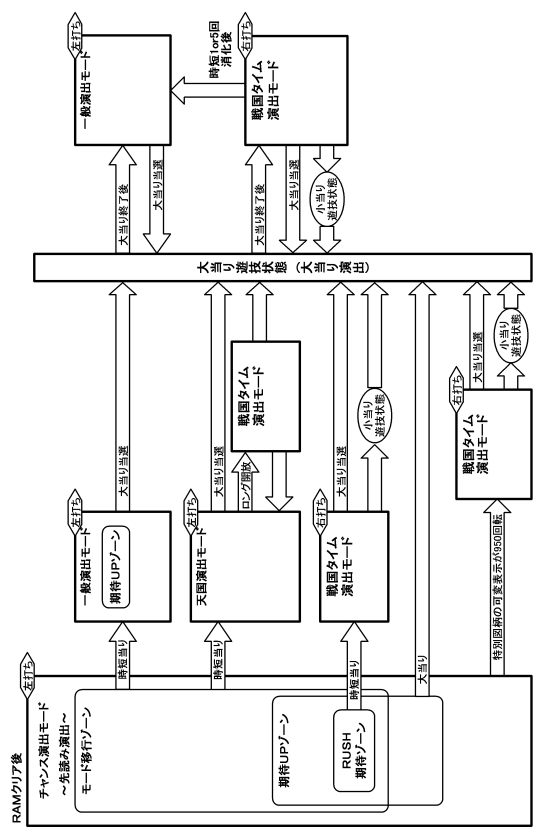 RAMクリア後
左打ち
チャンス演出モード
~先読み演出~
モード移行ゾーン
期待UPゾーン
RUSH
期待ゾーン
時短当り
時短当り
時短当り
大当り
特別図柄の可変表示が950回転
左打ち
一般演出モード
期待UPゾーン
大当り当選
左打ち
天国演出モード
ロング開放
大当り当選
戦国タイム
演出モード
右打ち
戦国タイム
演出モード
大当り当選
小当り
遊技状態
右打ち
戦国タイム
演出モード
大当り当選
小当り
遊技状態
大当り遊技状態(大当り演出)
大当り終了後
大当り当選
左打ち
一般演出モード
時短1or5回
消化後
大当り終了後
大当り当選
小当り
遊技状態
右打ち
戦国タイム
演出モード